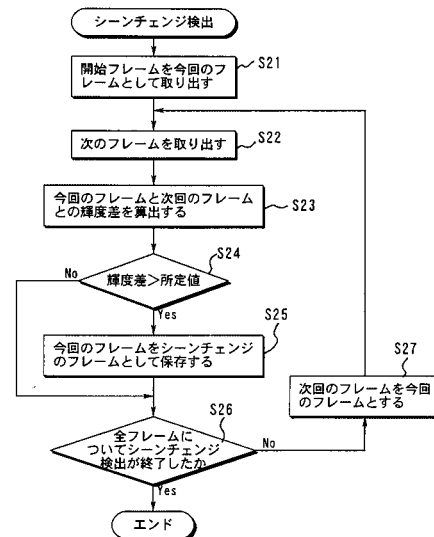 シーンチェンジ検出
開始フレームを今回のフ
レームとして取り出す
S21
次のフレームを取り出す
S22
今回のフレームと次回のフレーム
との輝度差を算出する
S23
輝度差＞所定値
S24
No
Yes
今回のフレームをシーンチェンジ
のフレームとして保存する
S25
全フレームに
ついてシーンチェンジ
検出が終了したか
S26
No
Yes
次回のフレームを今回
のフレームとする
S27
エンド